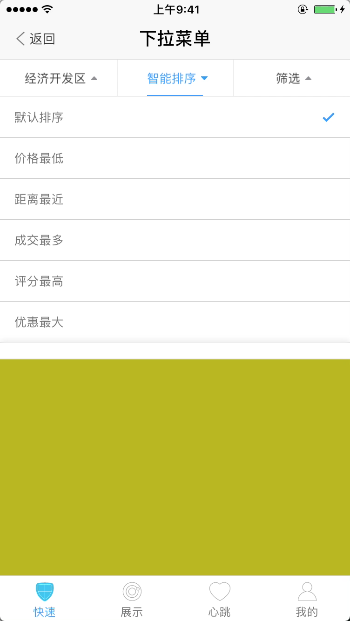 上午9:41
返回
下拉菜单
经济开发区
智能排序
筛选
默认排序
价格最低
距离最近
成交最多
评分最高
优惠最大
快速
展示
心跳
我的